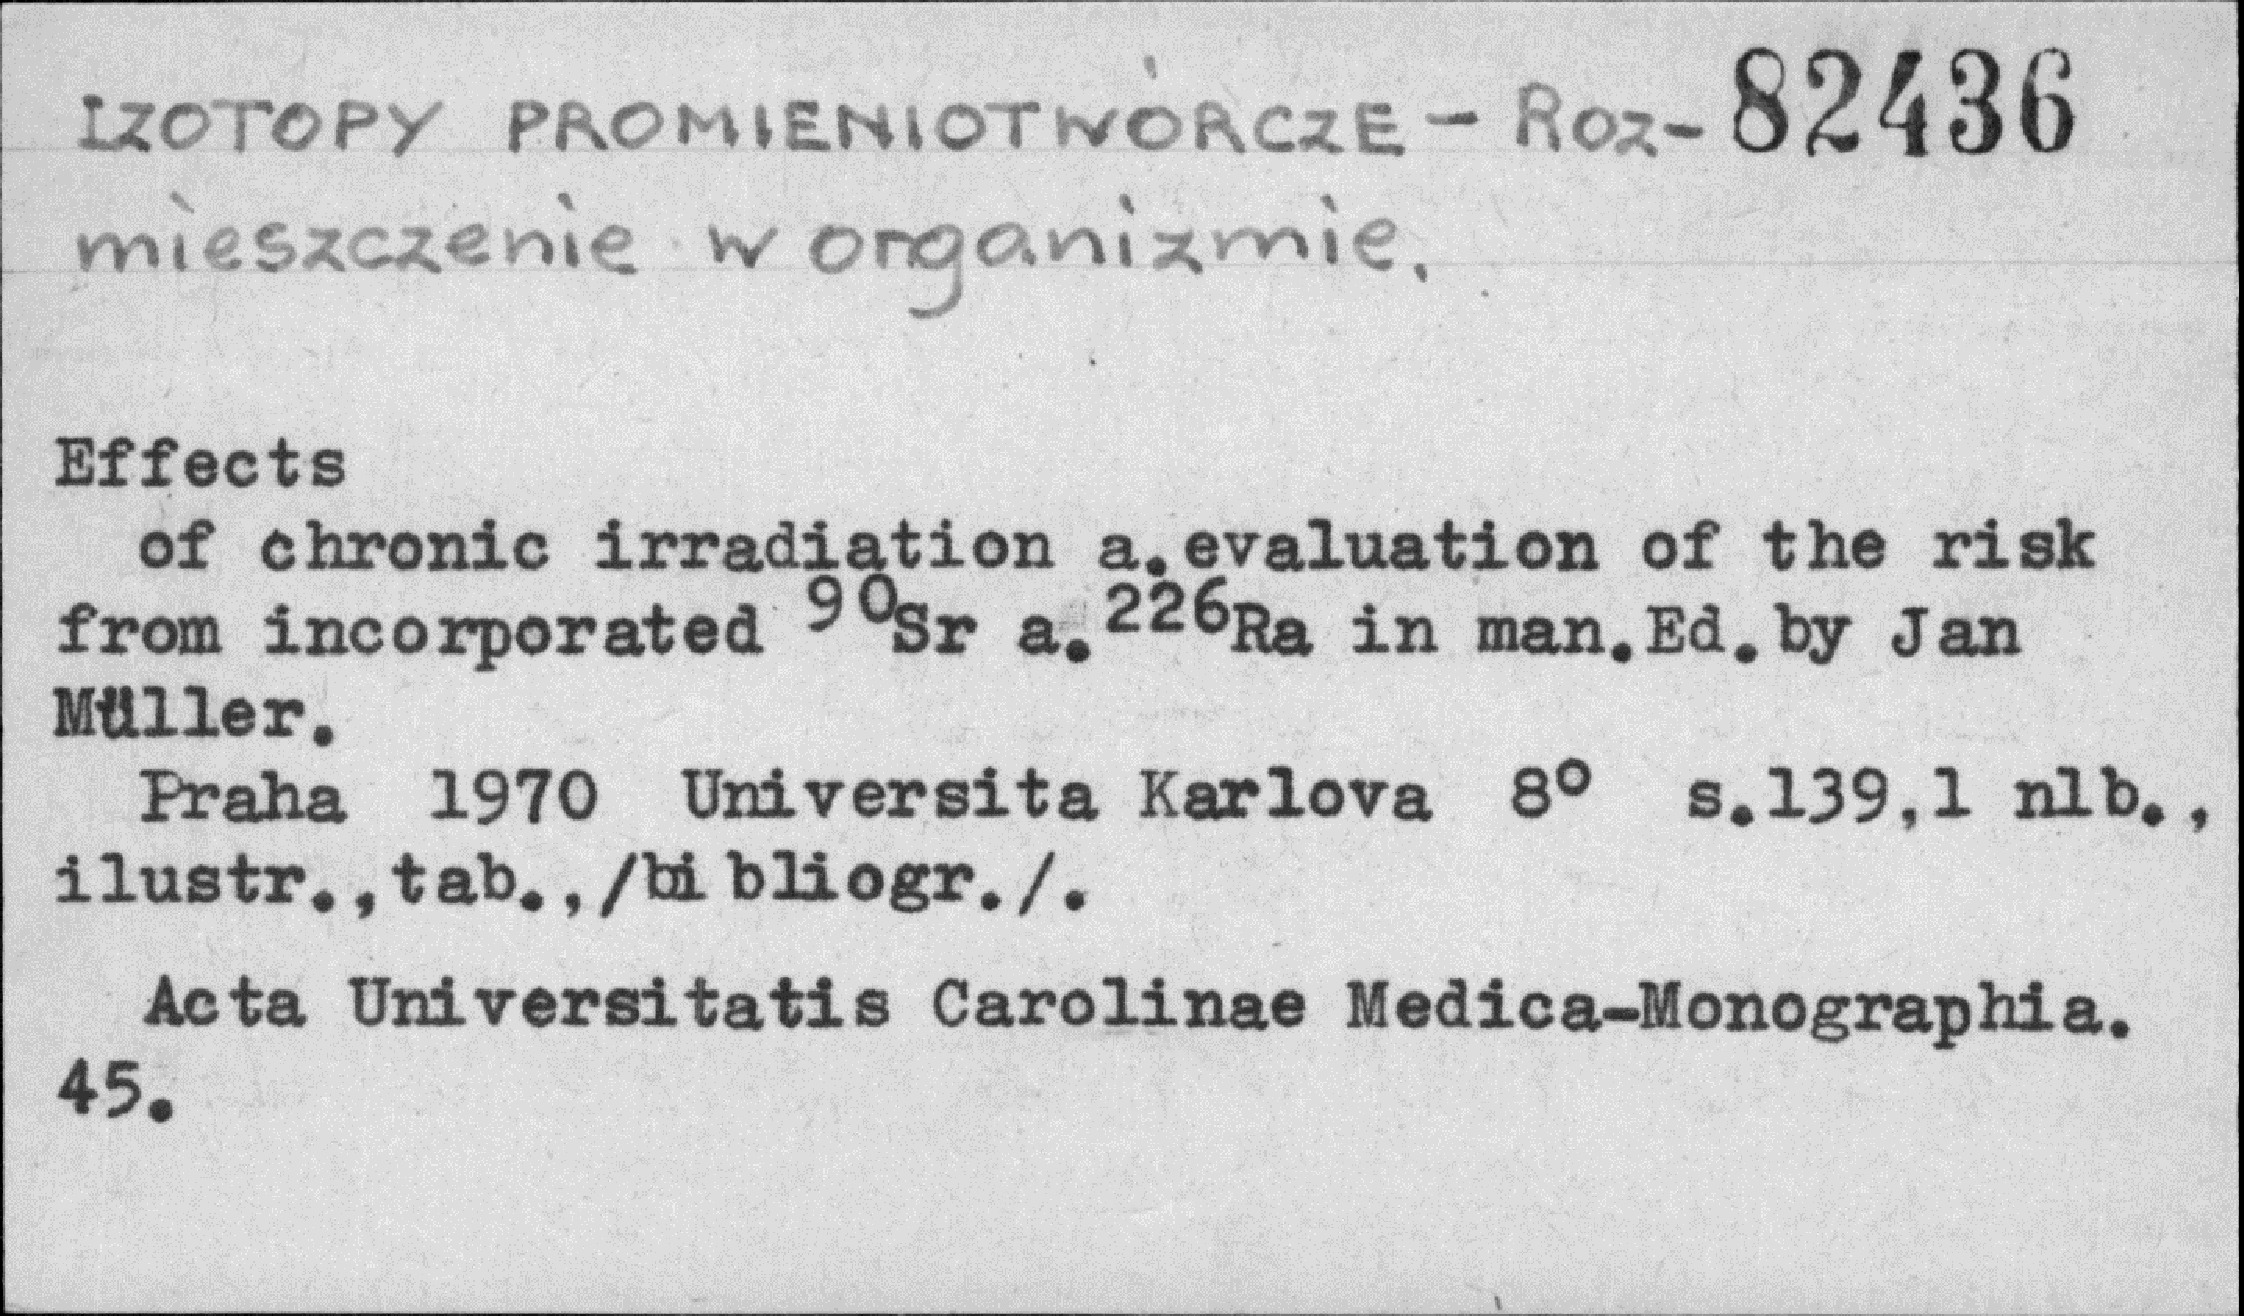 IZOTOPY PROMIENIOTWÓRCZE - Roz- 82436
mieszczenie w organizmie.
Effects
of chronic irradiation a.evaluation of the risk
from incorporated ⁹⁰Sr a.²²⁶Ra in man.Ed.by Jan
Müller.
Praha 1970 Universita Karlova 8° s.139,1 nlb.,
ilustr.,tab.,/bibliogr./.
Acta Universitatis Carolinae Medica-Monographia.
45.